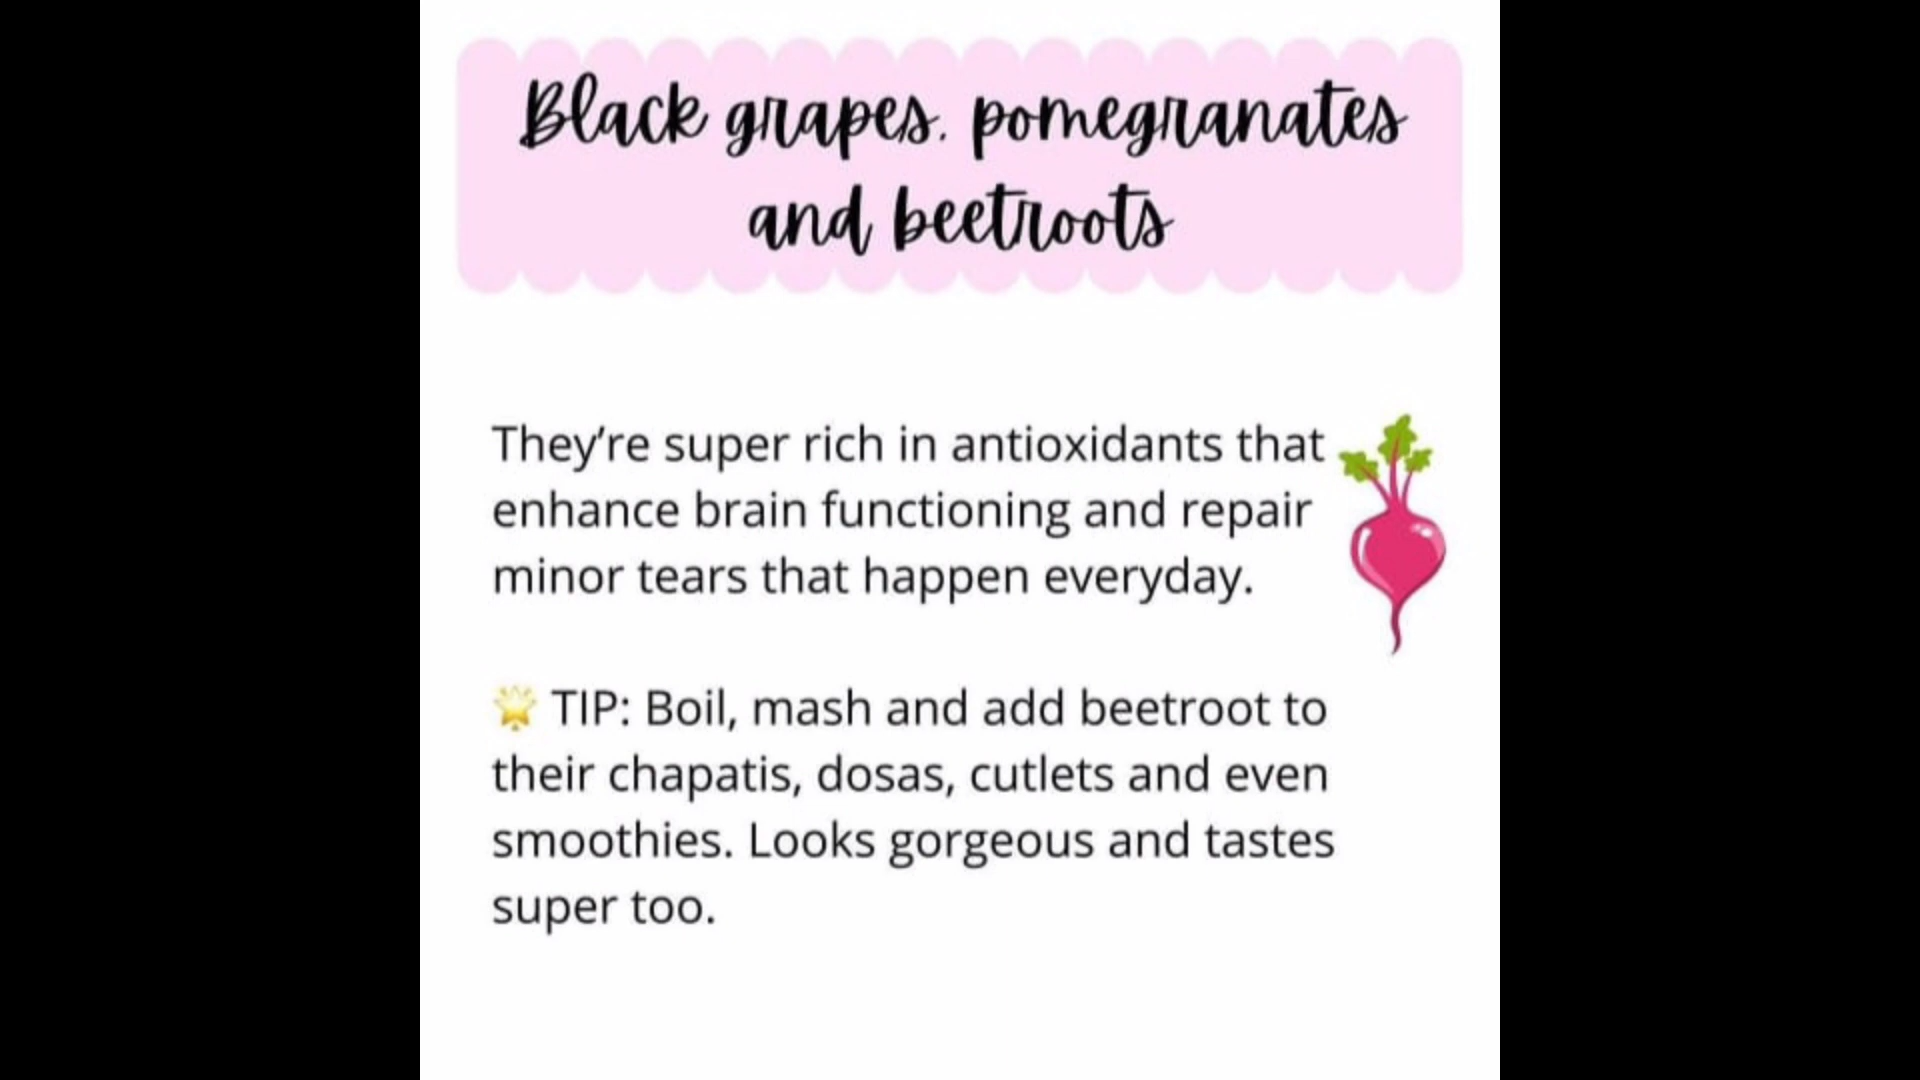 Black grapes. pomegranates
and beetroots
They’re super rich in antioxidants that
enhance brain functioning and repair
minor tears that happen everyday.
🌟 TIP: Boil, mash and add beetroot to
their chapatis, dosas, cutlets and even
smoothies. Looks gorgeous and tastes
super too.